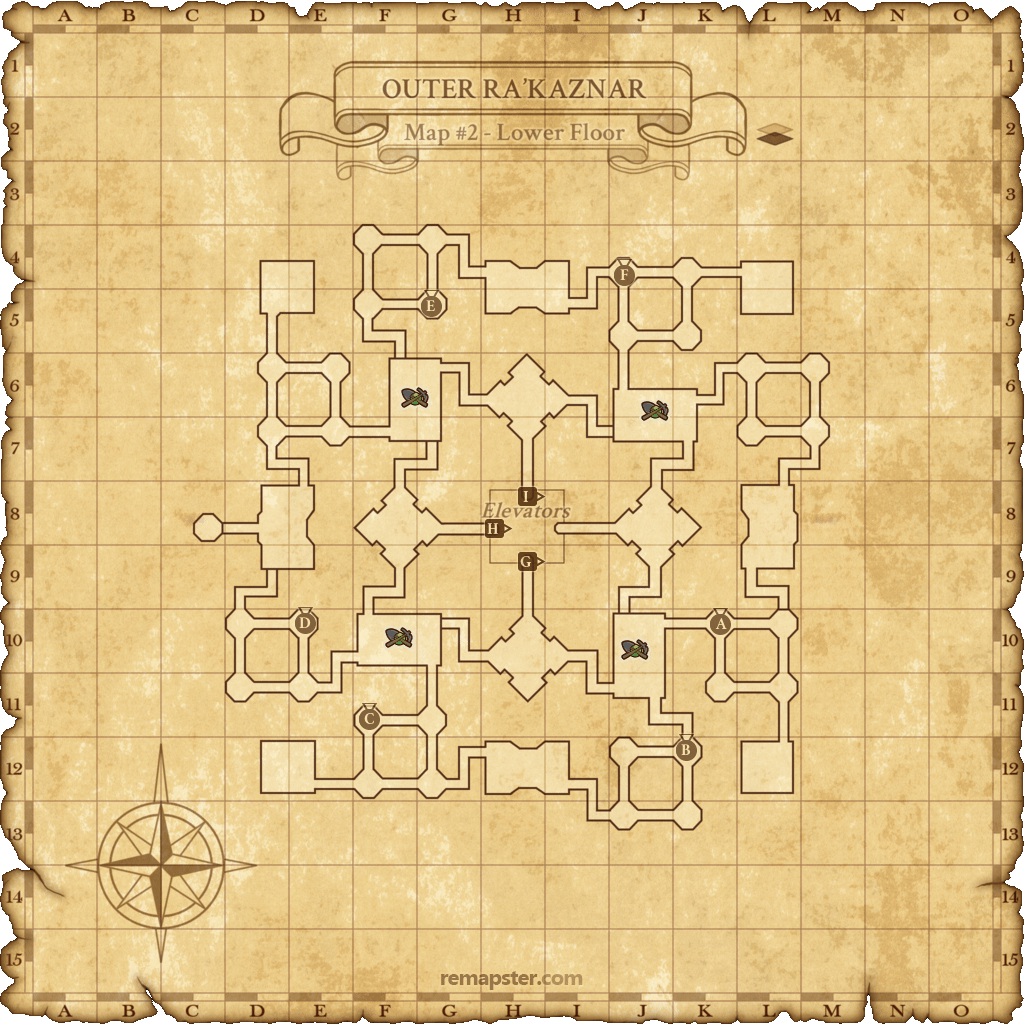 A B C D E F G H I J K L M N O
1 1
OUTER RA'KAZNAR
2 2
Map #2 - Lower Floor
3 3
4 4
F
E
5 5
6 6
7 7
I
8 8
Elevators
H
G
9 9
D A
10 10
11 11
C
B
12 12
13 13
14 14
15 15
remapster.com
A B C D E F G H I J K L M N O